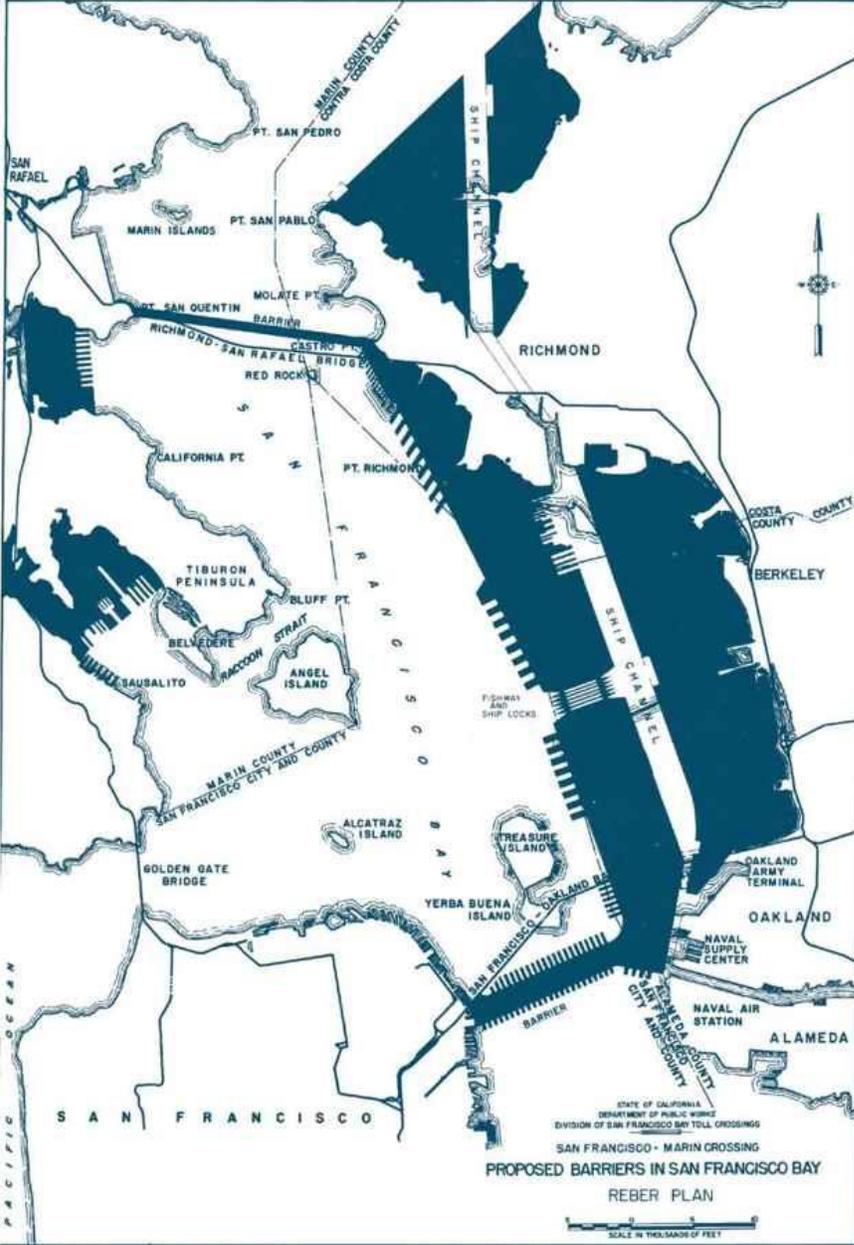 MARIN COUNTY
CONTRA COSTA COUNTY
SHIP CHANNEL
PT. SAN PEDRO
SAN
RAFAEL
MARIN ISLANDS
PT. SAN PABLO
MOLATE PT.
PT. SAN QUENTIN
BARRIER
CASTRO PT.
RICHMOND-SAN RAFAEL BRIDGE
RED ROCK
RICHMOND
SAN FRANCISCO BAY
CALIFORNIA PT.
PT. RICHMOND
COSTA
COUNTY
COUNTY
BERKELEY
TIBURON
PENINSULA
BLUFF PT.
BELVEDERE
RACCOON STRAIT
ANGEL
ISLAND
SAUSALITO
SHIP CHANNEL
FISHWAY
AND
SHIP LOCKS
MARIN COUNTY
SAN FRANCISCO CITY AND COUNTY
ALCATRAZ
ISLAND
TREASURE
ISLAND
GOLDEN GATE
BRIDGE
YERBA BUENA
ISLAND
SAN FRANCISCO - OAKLAND BA
OAKLAND
ARMY
TERMINAL
OAKLAND
NAVAL
SUPPLY
CENTER
BARRIER
ALAMEDA COUNTY
SAN FRANCISCO
CITY AND COUNTY
NAVAL AIR
STATION
ALAMEDA
PACIFIC OCEAN
SAN FRANCISCO
STATE OF CALIFORNIA
DEPARTMENT OF PUBLIC WORKS
DIVISION OF SAN FRANCISCO BAY TOLL CROSSINGS
SAN FRANCISCO - MARIN CROSSING
PROPOSED BARRIERS IN SAN FRANCISCO BAY
REBER PLAN
5 0 5 10
SCALE IN THOUSANDS OF FEET